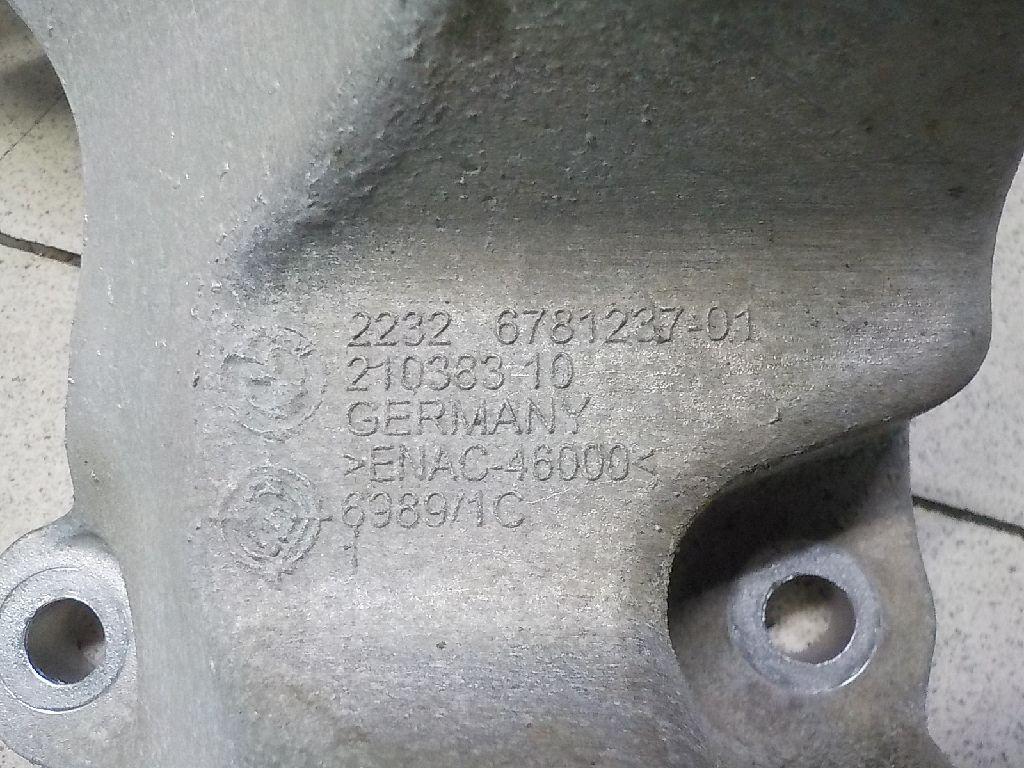 2232 6781237-01
210383-10
GERMANY
>ENAC-46000<
6989/1C